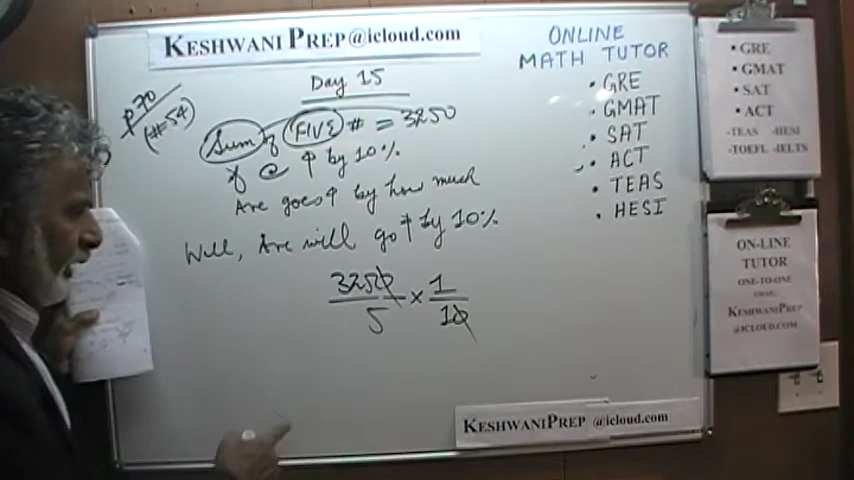 KESHWANI PREP@icloud.com
Day 15
P 70
(#54)
Sum of FIVE # = 3250
if @ ↑ by 10%
Ave goes ↑ by how much
Well, Ave will go ↑ by 10%
3250/5 × 1/10
ONLINE
MATH TUTOR
• GRE
• GMAT
• SAT
• ACT
• TEAS
• HESI
• GRE
• GMAT
• SAT
• ACT
-TEAS -HESI
-TOEFL -IELTS
ON-LINE
TUTOR
ONE-TO-ONE
KESHWANIPREP
@ICLOUD.COM
KESHWANIPREP @icloud.com